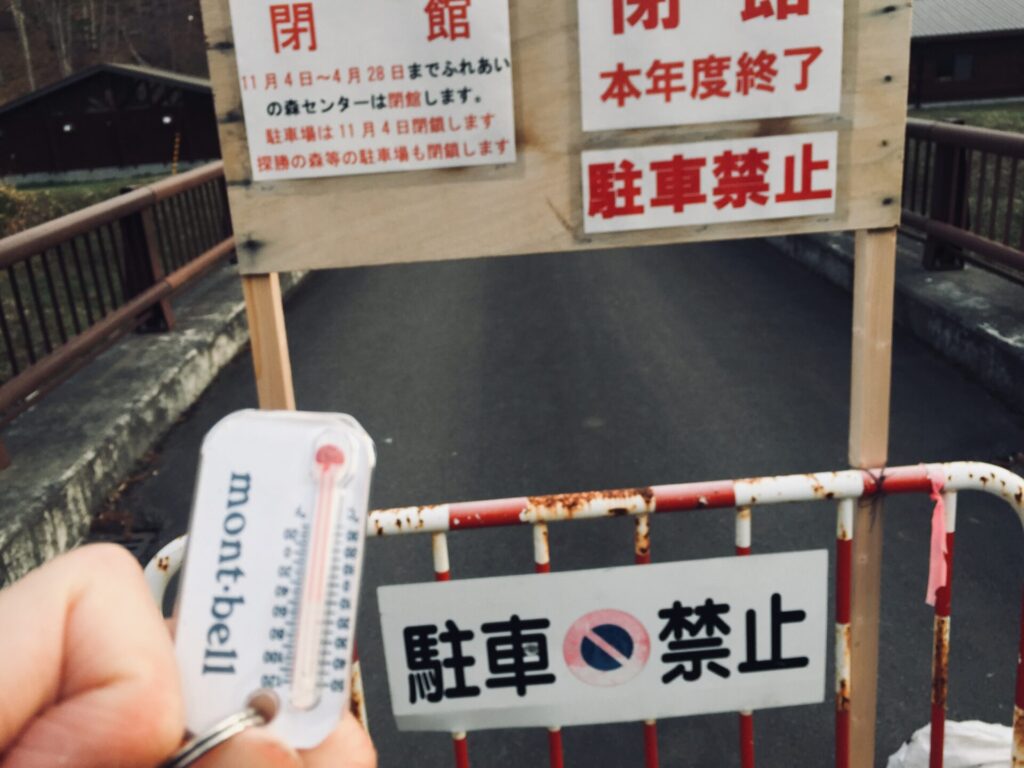 閉 館
11月4日～4月28日までふれあい
の森センターは閉館します。
駐車場は11月4日閉鎖します
探勝の森等の駐車場も閉鎖します
閉 館
本年度終了
駐車禁止
mont·bell
駐車 禁止